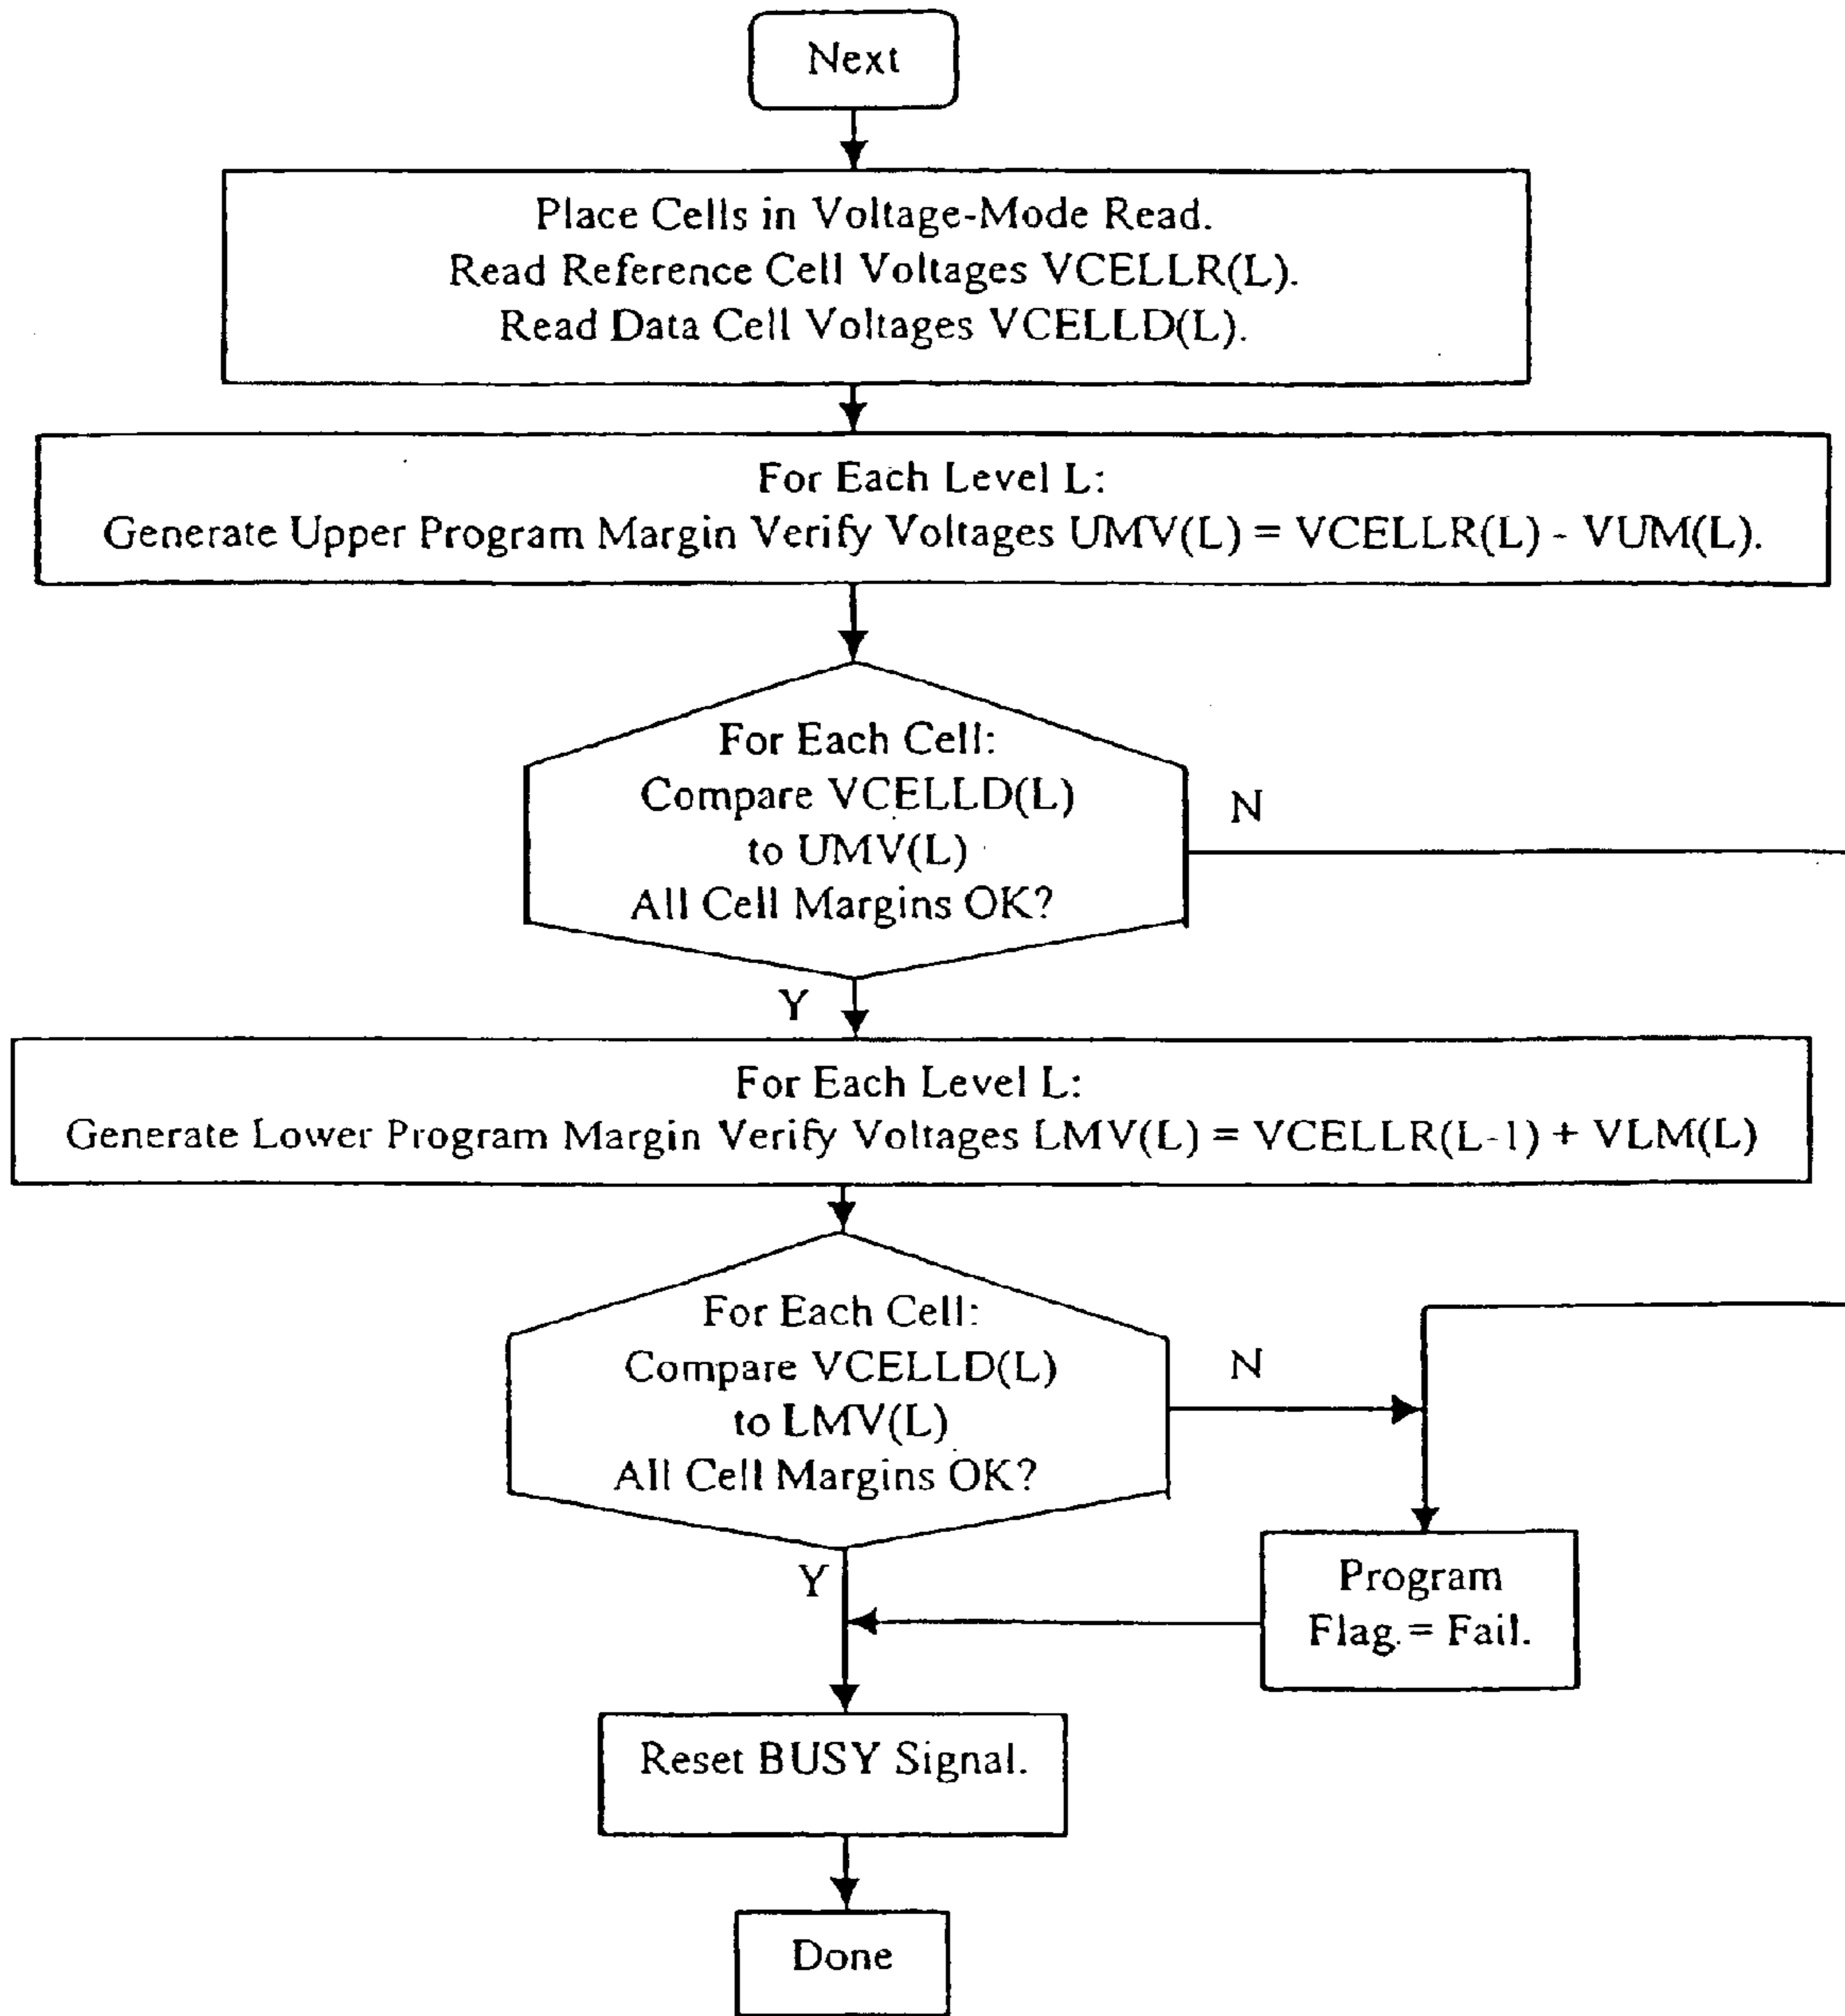 Next
Place Cells in Voltage-Mode Read.
Read Reference Cell Voltages VCELLR(L).
Read Data Cell Voltages VCELLD(L).
For Each Level L:
Generate Upper Program Margin Verify Voltages UMV(L) = VCELLR(L) - VUM(L).
For Each Cell:
Compare VCELLD(L)
to UMV(L)
All Cell Margins OK?
N
Y
For Each Level L:
Generate Lower Program Margin Verify Voltages LMV(L) = VCELLR(L-1) + VLM(L)
For Each Cell:
Compare VCELLD(L)
to LMV(L)
All Cell Margins OK?
N
Y
Program
Flag.= Fail.
Reset BUSY Signal.
Done